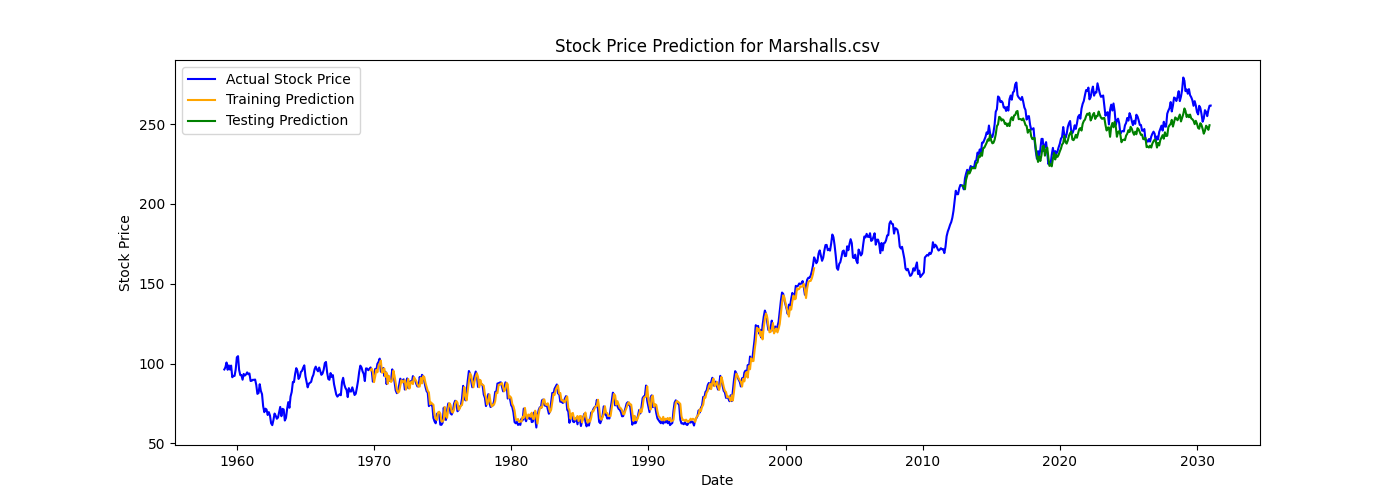 Stock Price Prediction for Marshalls.csv
Actual Stock Price
Training Prediction
Testing Prediction
Stock Price
250
200
150
100
50
1960 1970 1980 1990 2000 2010 2020 2030
Date